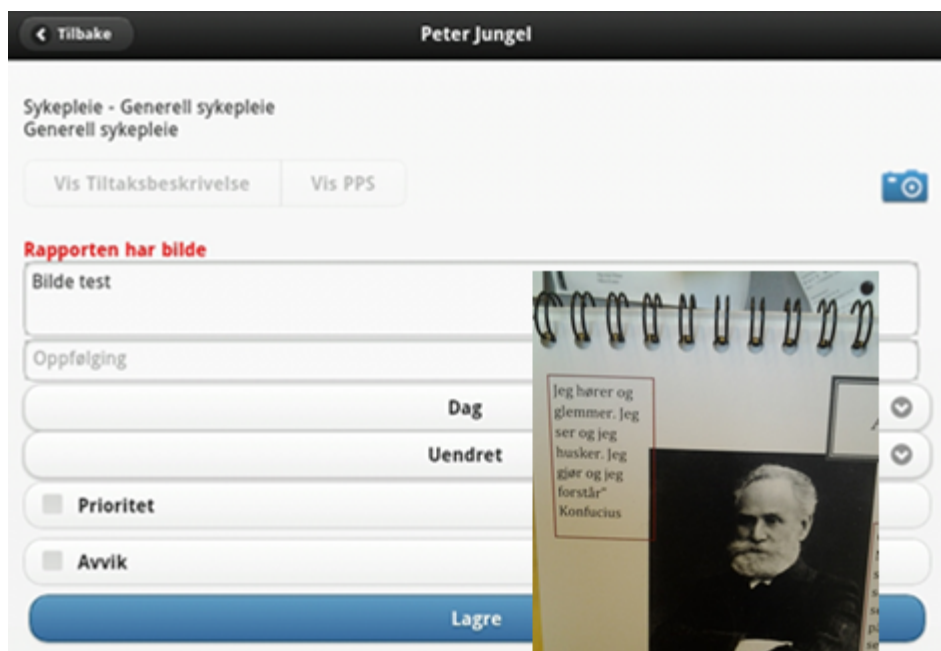 Tilbake
Peter Jungel
Sykepleie - Generell sykepleie
Generell sykepleie
Vis Tiltaksbeskrivelse
Vis PPS
Rapporten har bilde
Bilde test
Oppfølging
Dag
Uendret
Prioritet
Avvik
Lagre
Jeg hører og
glemmer. Jeg
ser og jeg
husker. Jeg
gjør og jeg
forstår"
Konfucius